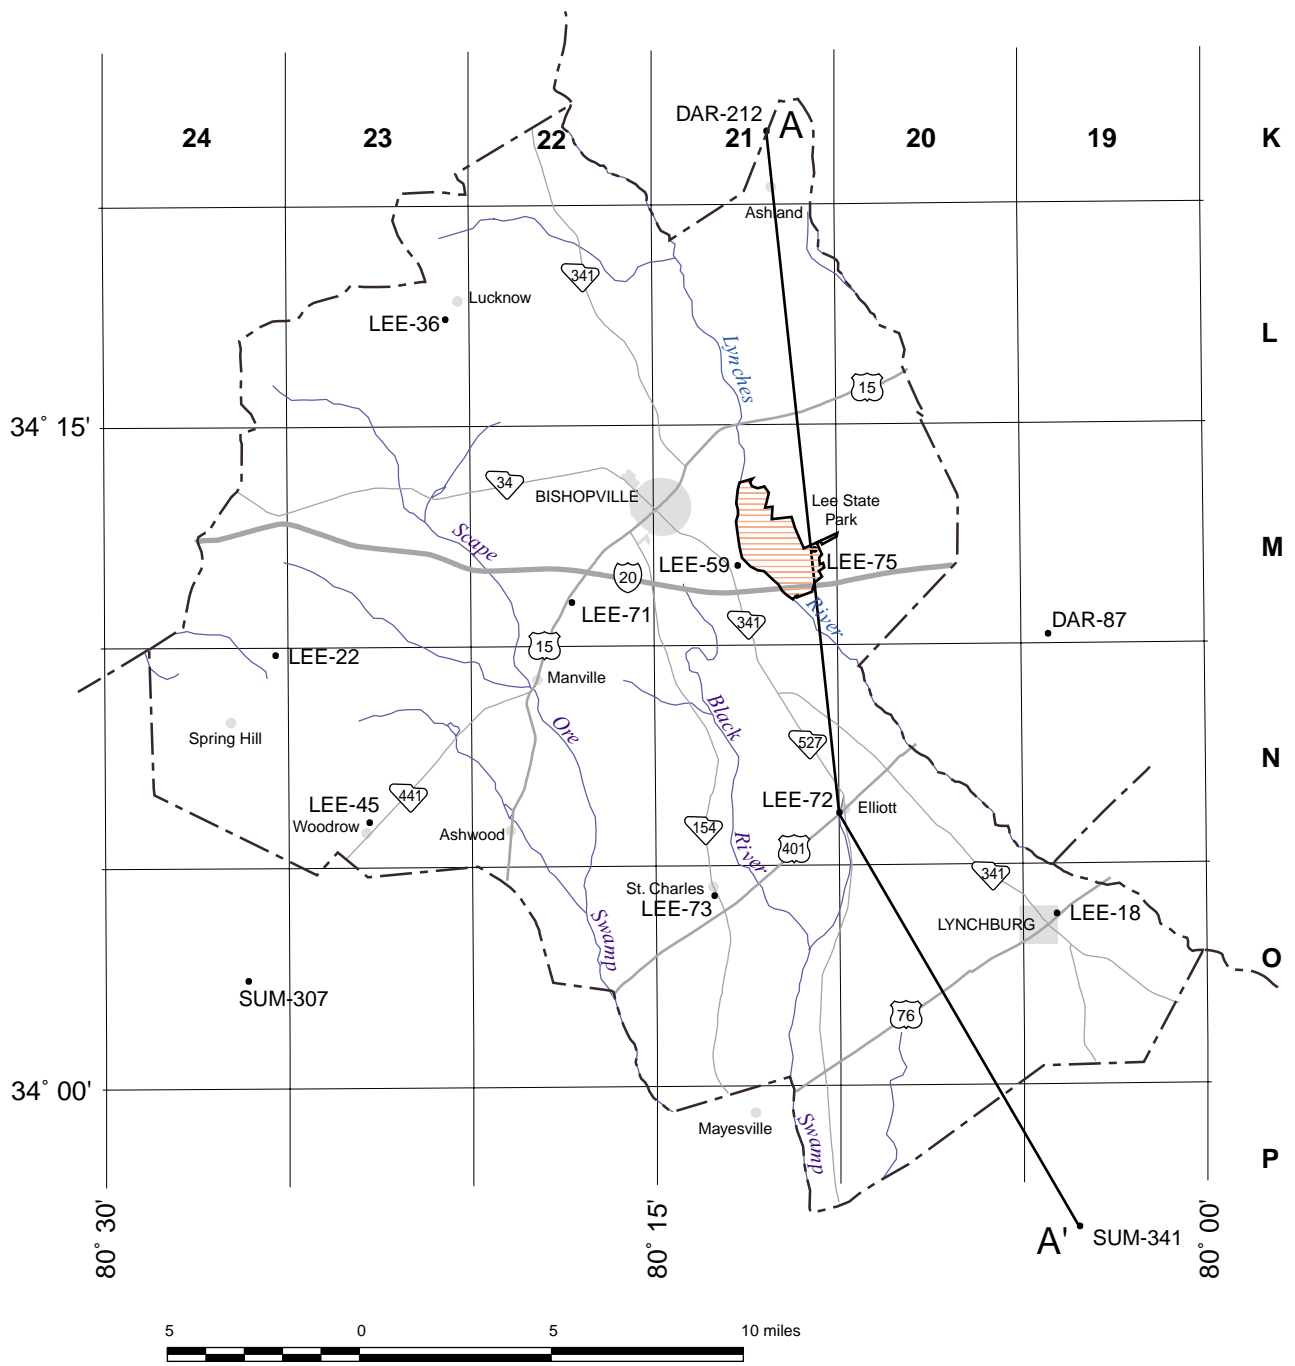 DAR-212
A
24
23
22
21
20
19
K
Ashland
341
Lucknow
LEE-36
L
Lynches
15
34° 15'
34
BISHOPVILLE
Lee State
Park
Scape
M
LEE-59
LEE-75
20
LEE-71
River
341
DAR-87
15
LEE-22
Manville
Black
Ore
Spring Hill
527
N
441
LEE-45
LEE-72
Elliott
Woodrow
Ashwood
154
River
401
341
St. Charles
LEE-73
LEE-18
LYNCHBURG
Swamp
O
SUM-307
76
34° 00'
Mayesville
Swamp
P
80° 30'
80° 15'
80° 00'
A'
SUM-341
5 0 5 10 miles